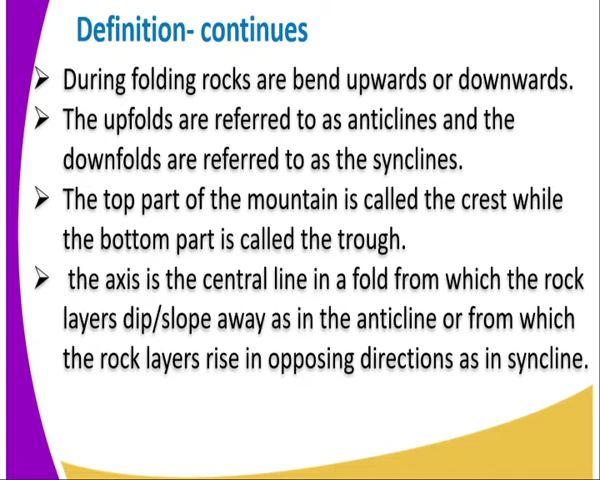 Definition- continues
➢ During folding rocks are bend upwards or downwards.
➢ The upfolds are referred to as anticlines and the
downfolds are referred to as the synclines.
➢ The top part of the mountain is called the crest while
the bottom part is called the trough.
➢ the axis is the central line in a fold from which the rock
layers dip/slope away as in the anticline or from which
the rock layers rise in opposing directions as in syncline.